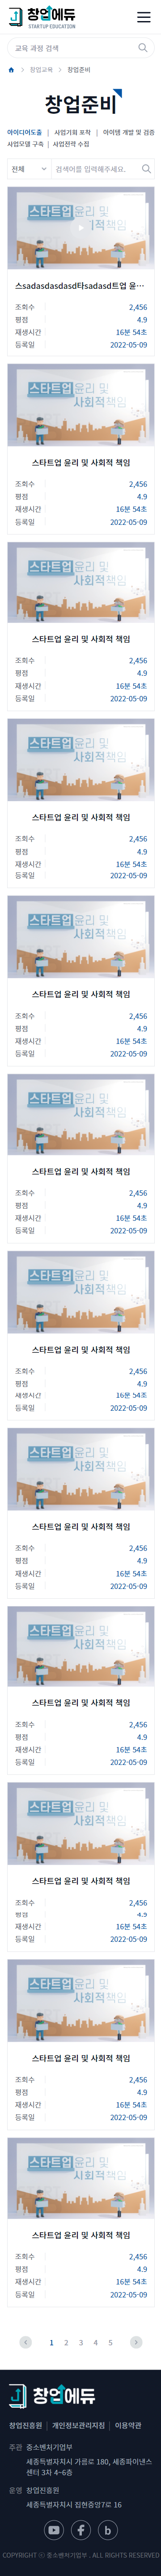 창업에듀
STARTUP EDUCATION
교육 과정 검색
창업교육 > 창업준비
창업준비
아이디어도출 | 사업기회 포착 | 아이템 개발 및 검증
사업모델 구축 | 사업전략 수립
전체 검색어를 입력해주세요.
스타트업 윤리 및
사회적 책임
스sadasdasdasd타sadasd트업 윤…
조회수 2,456
평점 4.9
재생시간 16분 54초
등록일 2022-05-09
스타트업 윤리 및
사회적책임
스타트업 윤리 및 사회적 책임
조회수 2,456
평점 4.9
재생시간 16분 54초
등록일 2022-05-09
스타트업 윤리 및
사회적책임
스타트업 윤리 및 사회적 책임
조회수 2,456
평점 4.9
재생시간 16분 54초
등록일 2022-05-09
스타트업 윤리 및
사회적책임
스타트업 윤리 및 사회적 책임
조회수 2,456
평점 4.9
재생시간 16분 54초
등록일 2022-05-09
스타트업 윤리 및
사회적책임
스타트업 윤리 및 사회적 책임
조회수 2,456
평점 4.9
재생시간 16분 54초
등록일 2022-05-09
스타트업 윤리 및
사회적책임
스타트업 윤리 및 사회적 책임
조회수 2,456
평점 4.9
재생시간 16분 54초
등록일 2022-05-09
스타트업 윤리 및
사회적책임
스타트업 윤리 및 사회적 책임
조회수 2,456
평점 4.9
재생시간 16분 54초
등록일 2022-05-09
스타트업 윤리 및
사회적책임
스타트업 윤리 및 사회적 책임
조회수 2,456
평점 4.9
재생시간 16분 54초
등록일 2022-05-09
스타트업 윤리 및
사회적책임
스타트업 윤리 및 사회적 책임
조회수 2,456
평점 4.9
재생시간 16분 54초
등록일 2022-05-09
스타트업 윤리 및
사회적책임
스타트업 윤리 및 사회적 책임
조회수 2,456
평점 4.9
재생시간 16분 54초
등록일 2022-05-09
스타트업 윤리 및
사회적책임
스타트업 윤리 및 사회적 책임
조회수 2,456
평점 4.9
재생시간 16분 54초
등록일 2022-05-09
스타트업 윤리 및
사회적책임
스타트업 윤리 및 사회적 책임
조회수 2,456
평점 4.9
재생시간 16분 54초
등록일 2022-05-09
< 1 2 3 4 5 >
창업에듀
창업진흥원 | 개인정보관리지침 | 이용약관
주관 중소벤처기업부
세종특별자치시 가름로 180, 세종파이낸스
센터 3차 4~6층
운영 창업진흥원
세종특별자치시 집현중앙7로 16
COPYRIGHT ⓒ 중소벤처기업부 . ALL RIGHTS RESERVED